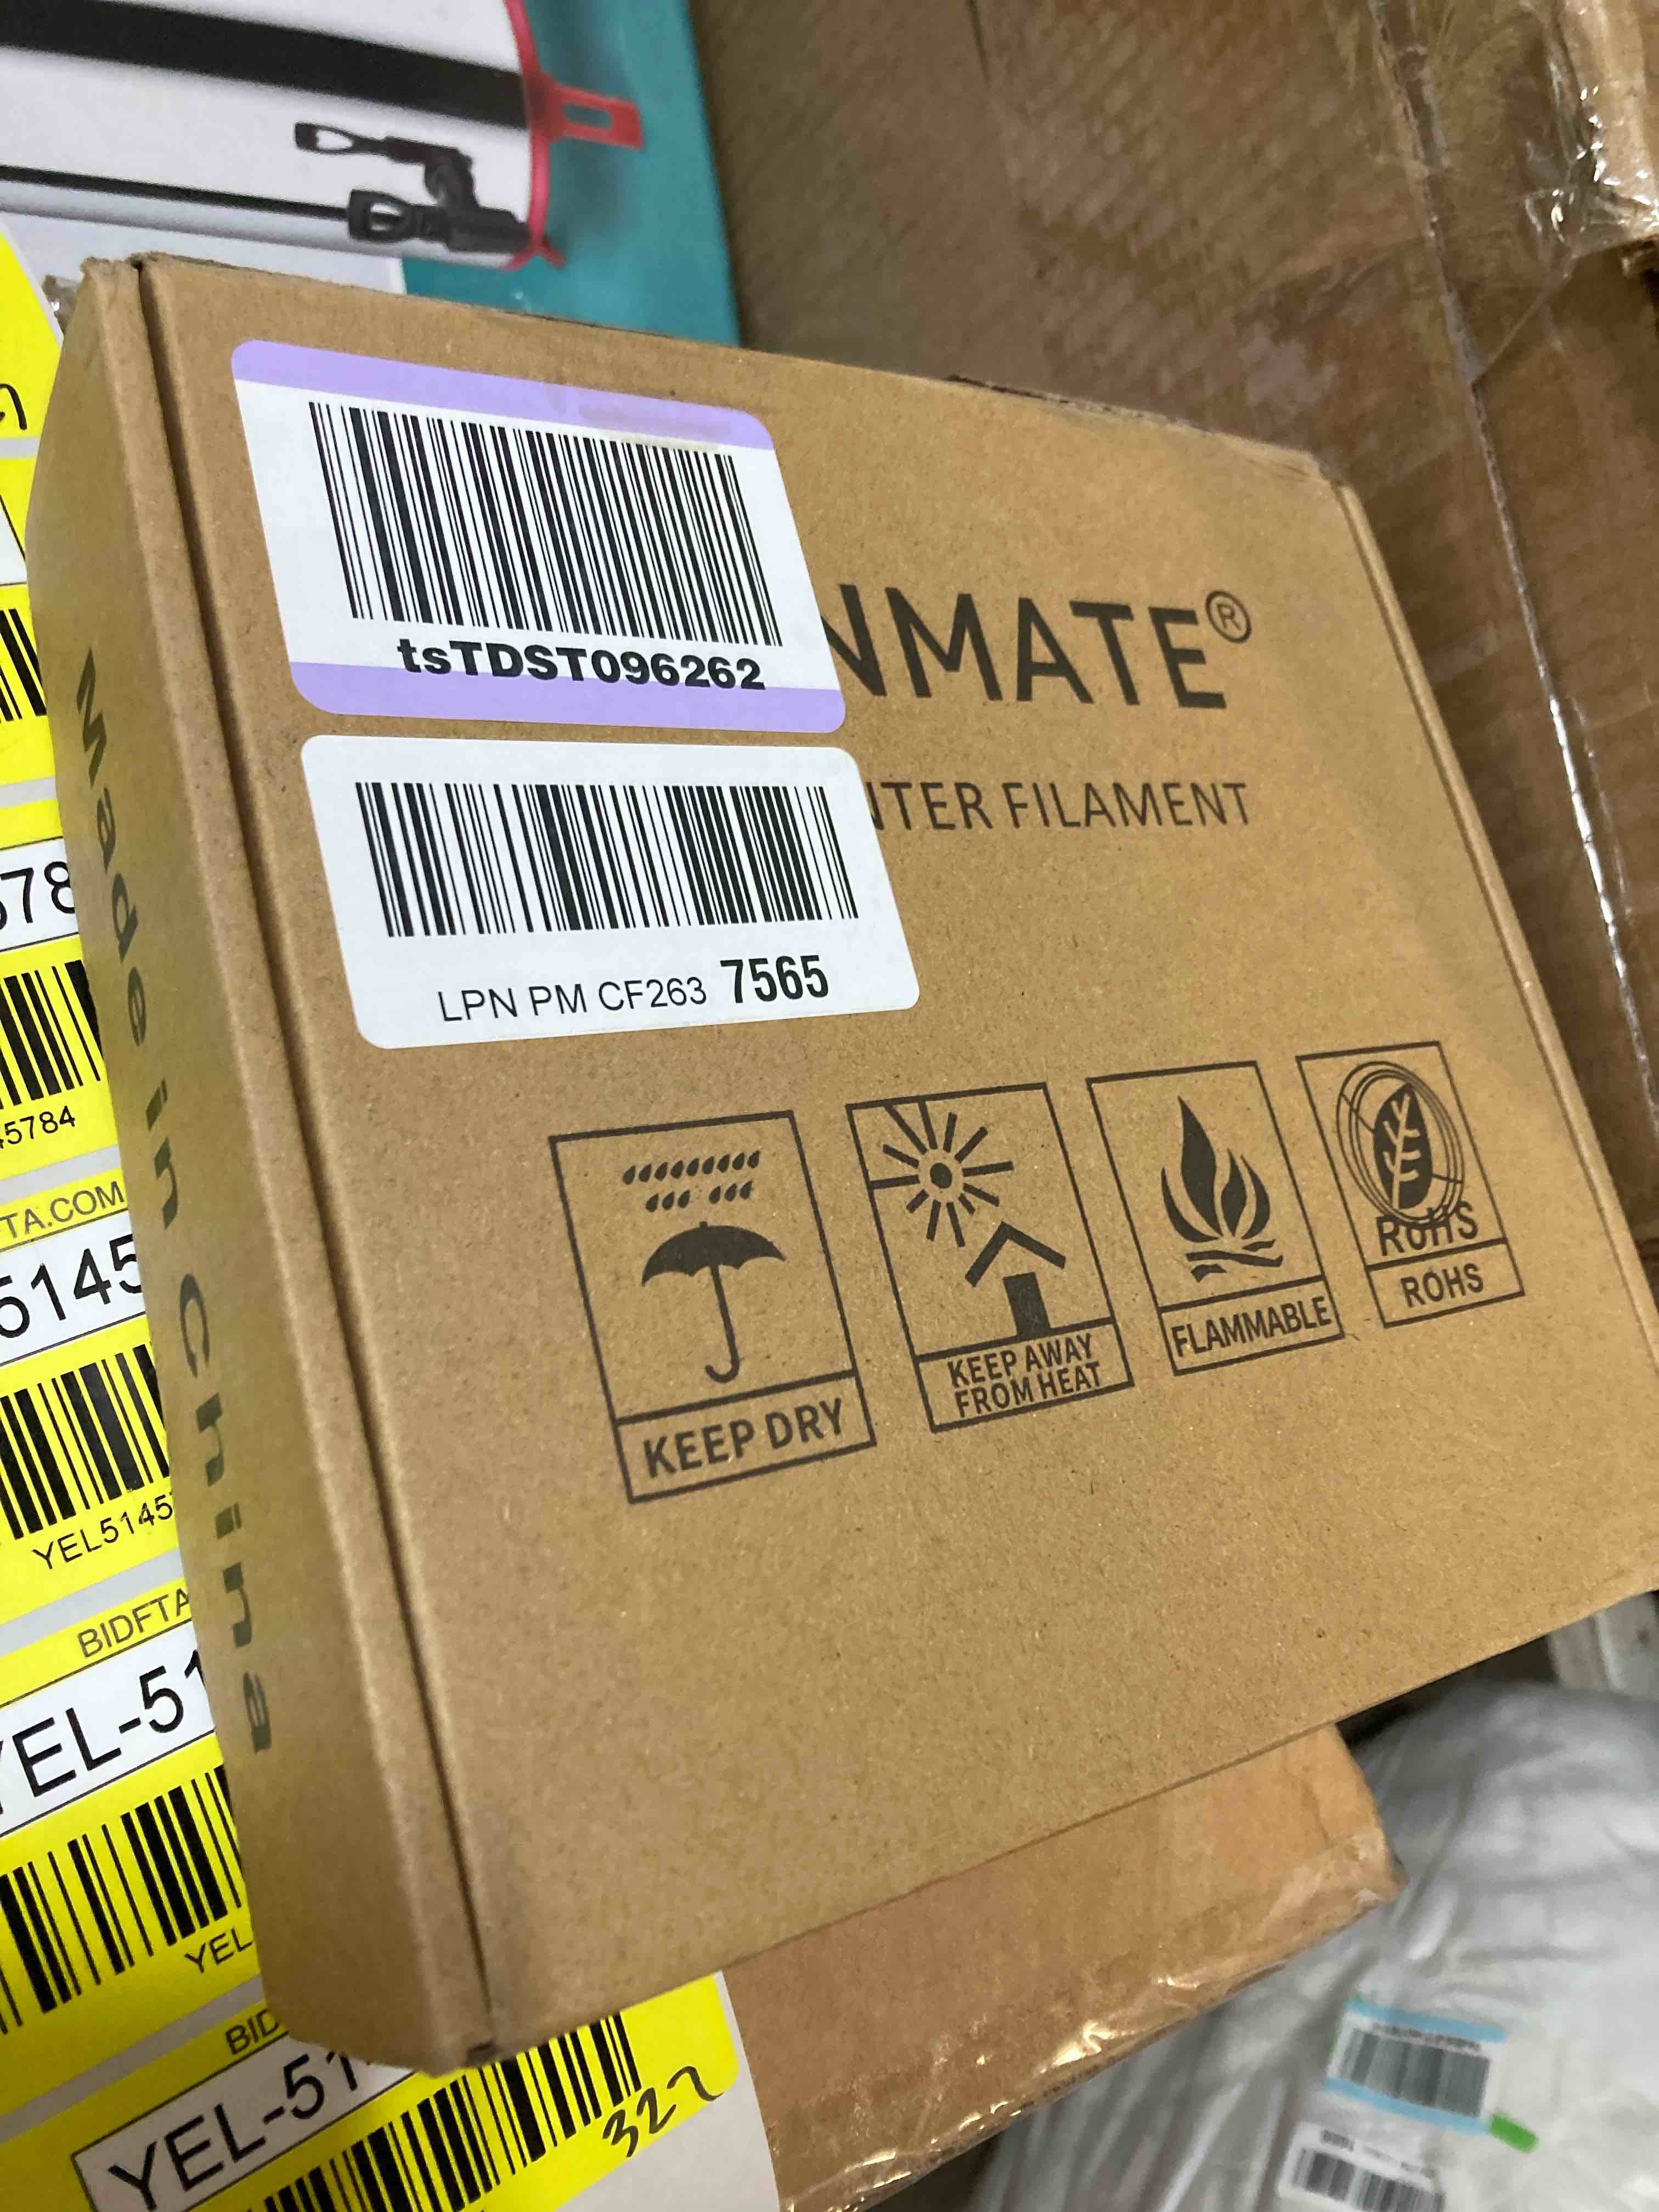 tsTDST096262
NMATE®
NTER FILAMENT
LPN PM CF263 7565
Made in China
KEEP DRY
KEEP AWAY
FROM HEAT
FLAMMABLE
RoHS
ROHS
578
45784
TA.COM
5145
YEL5145
BIDFTA
YEL-51
YEL
BID
YEL-51
322